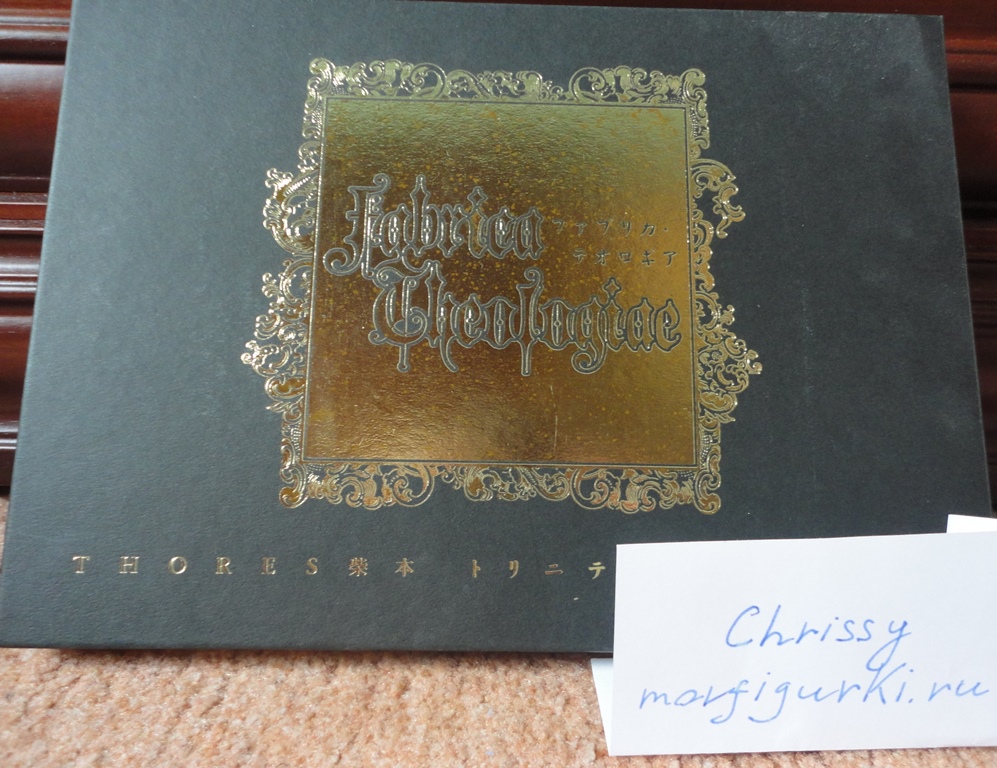 Fabrica
ファブリカ・
テオロギア
Theologiae
THORES柴本 トリニテ
Chrissy
morfigurki.ru